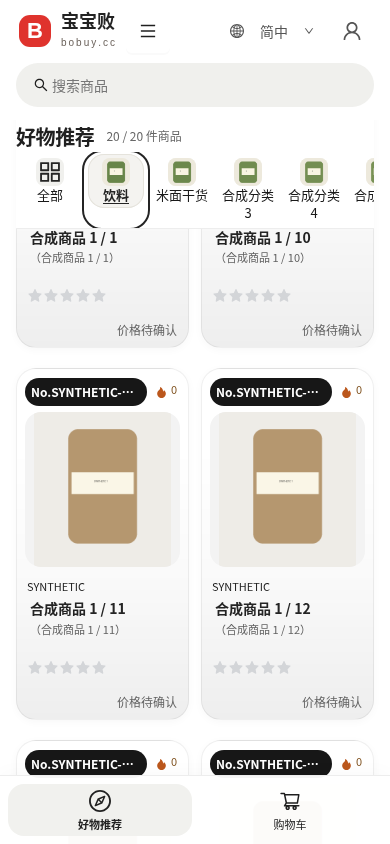 B 宝宝败 简中
bobuy.cc
搜索商品
好物推荐 20 / 20 件商品
全部 饮料 米面干货 合成分类 3 合成分类 4 合成
合成商品 1 / 1 合成商品 1 / 10
（合成商品 1 / 1） （合成商品 1 / 10）
价格待确认 价格待确认
No.SYNTHETIC-… 0 No.SYNTHETIC-… 0
SYNTHETIC SYNTHETIC
合成商品 1 / 11 合成商品 1 / 12
（合成商品 1 / 11） （合成商品 1 / 12）
价格待确认 价格待确认
No.SYNTHETIC-… 0 No.SYNTHETIC-… 0
好物推荐 购物车